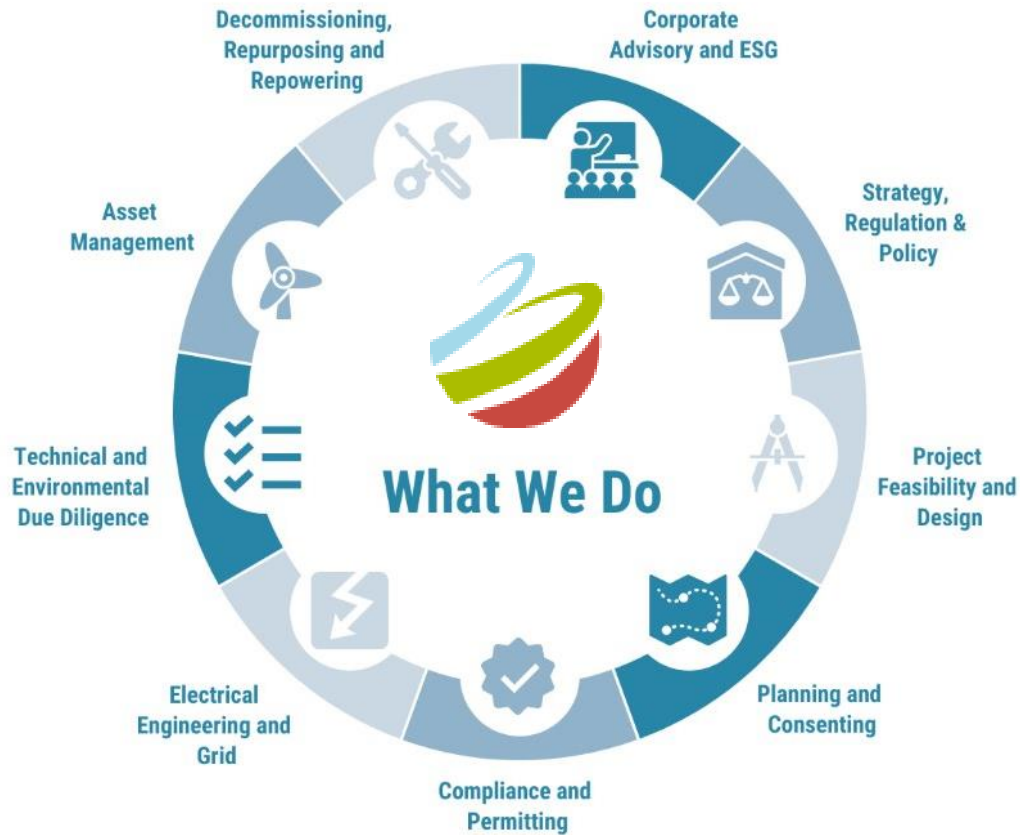 Decommissioning,
Repurposing and
Repowering
Corporate
Advisory and ESG
Strategy,
Regulation &
Policy
Project
Feasibility and
Design
Planning and
Consenting
Compliance and
Permitting
Electrical
Engineering and
Grid
Technical and
Environmental
Due Diligence
Asset
Management
What We Do